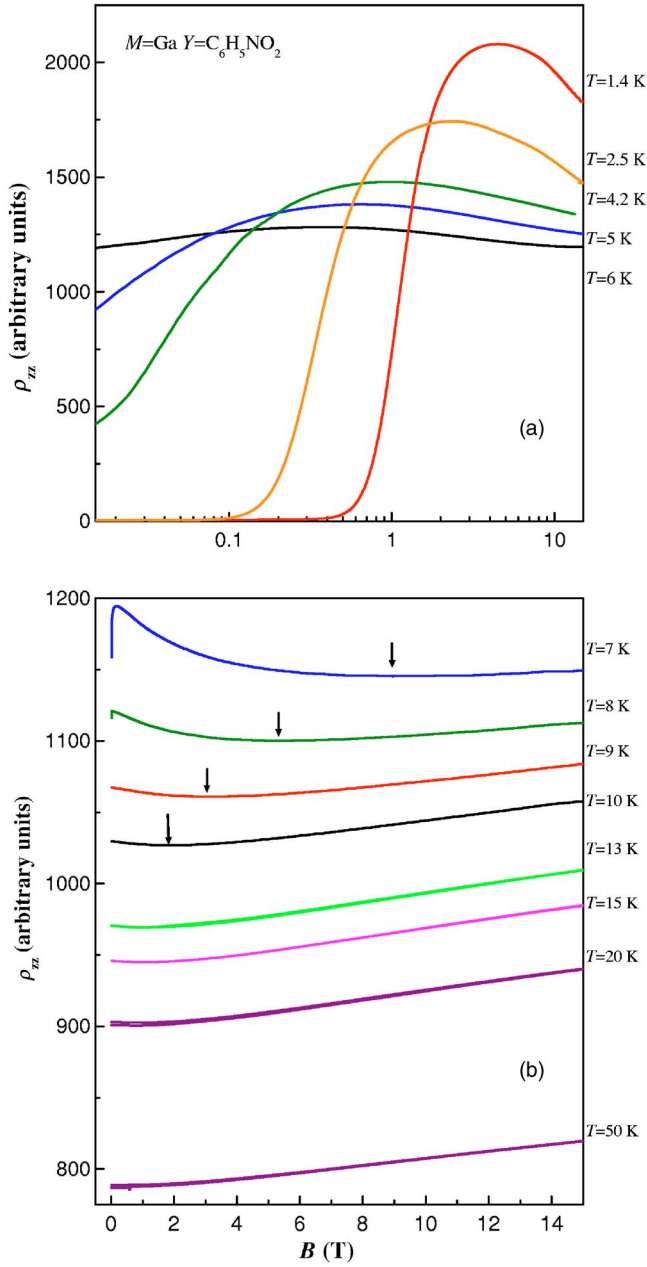 M=Ga Y=C₆H₅NO₂
2000
1500
1000
500
0
ρzz (arbitrary units)
T=1.4 K
T=2.5 K
T=4.2 K
T=5 K
T=6 K
(a)
0.1 1 10
1200
1100
1000
900
800
ρzz (arbitrary units)
T=7 K
T=8 K
T=9 K
T=10 K
T=13 K
T=15 K
T=20 K
(b)
T=50 K
0 2 4 6 8 10 12 14
B (T)